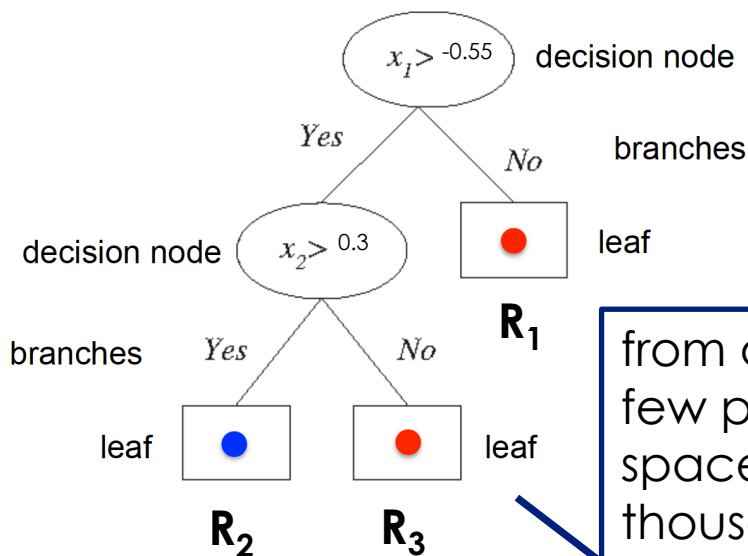 x₁> -0.55
decision node
Yes
No
branches
decision node
x₂> 0.3
leaf
R₁
branches
Yes
No
leaf
leaf
R₂
R₃
from
few
space